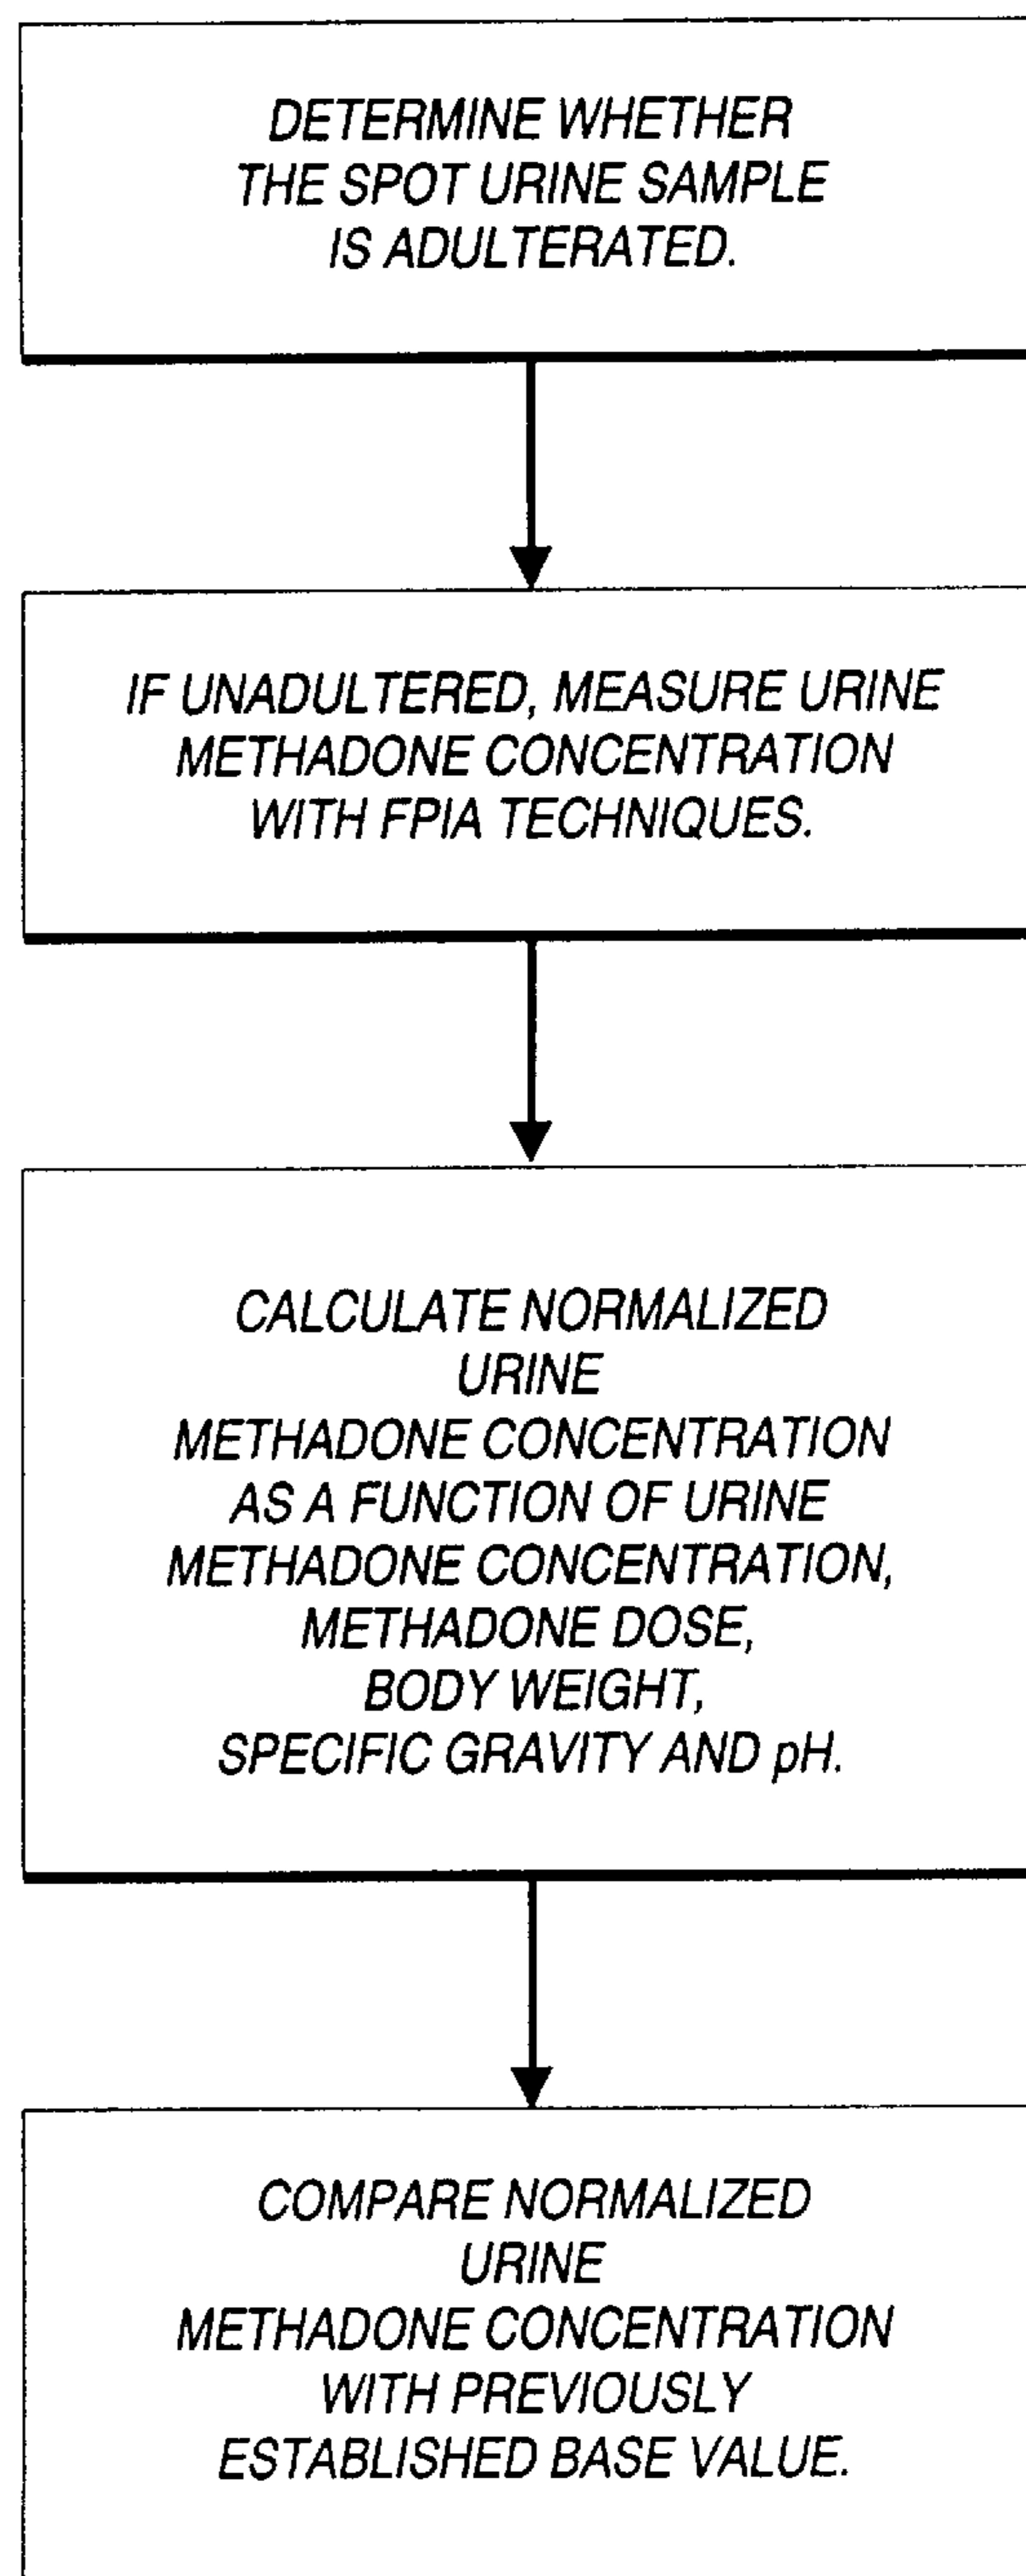 DETERMINE WHETHER
THE SPOT URINE SAMPLE
IS ADULTERATED.
IF UNADULTERED, MEASURE URINE
METHADONE CONCENTRATION
WITH FPIA TECHNIQUES.
CALCULATE NORMALIZED
URINE
METHADONE CONCENTRATION
AS A FUNCTION OF URINE
METHADONE CONCENTRATION,
METHADONE DOSE,
BODY WEIGHT,
SPECIFIC GRAVITY AND pH.
COMPARE NORMALIZED
URINE
METHADONE CONCENTRATION
WITH PREVIOUSLY
ESTABLISHED BASE VALUE.